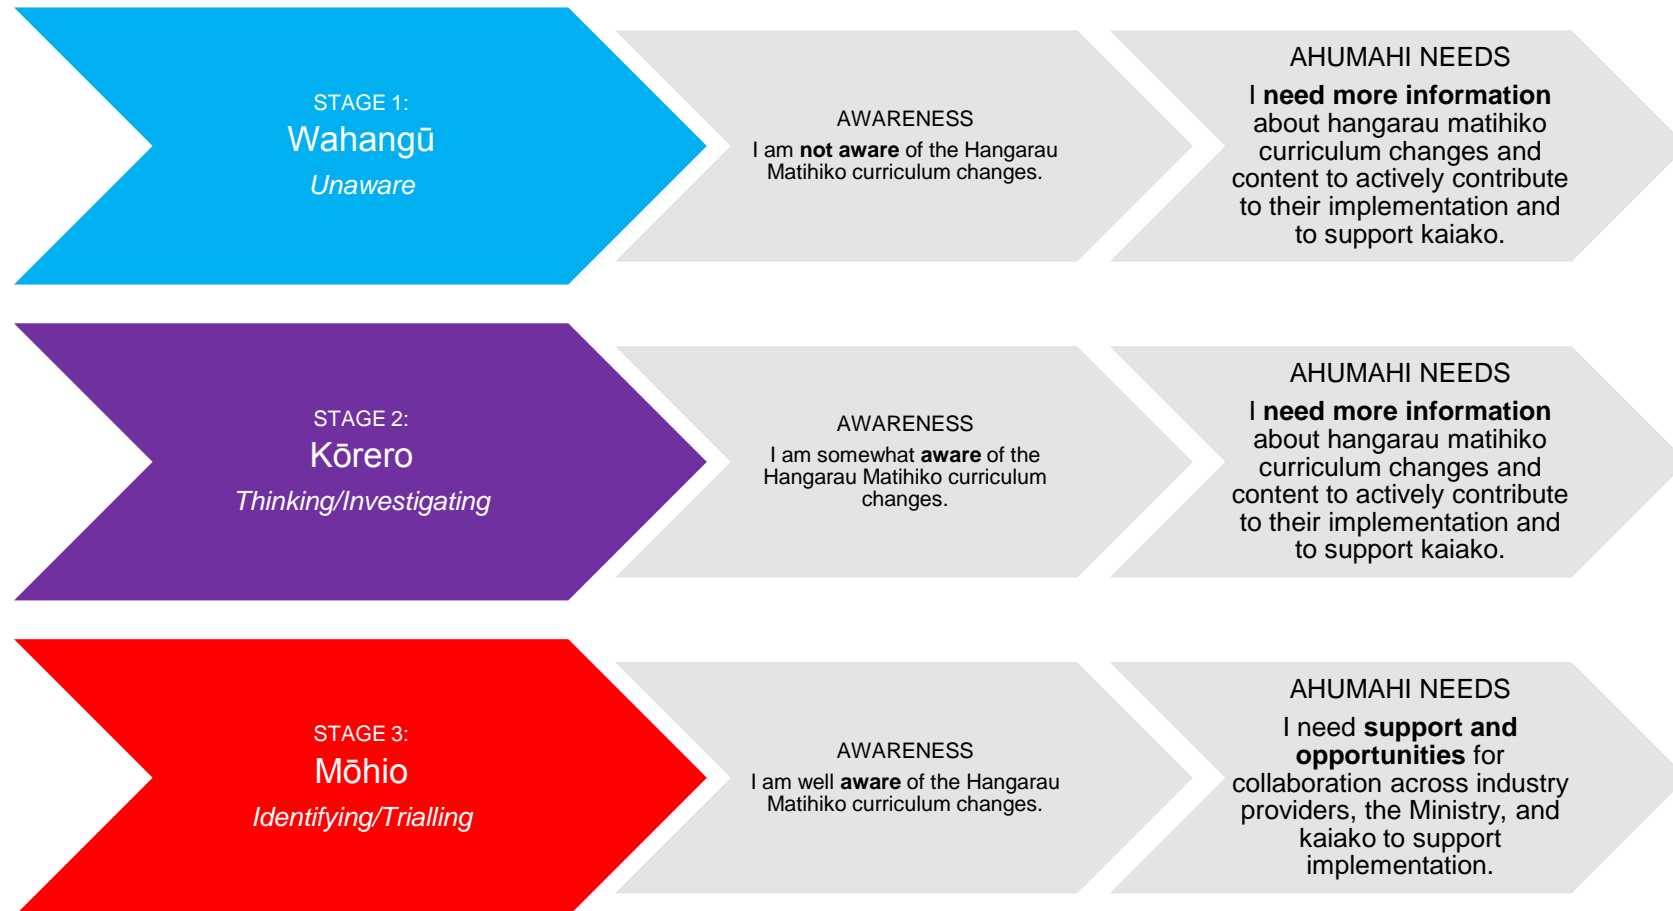 STAGE 1:
Wahangū
Unaware
AWARENESS
I am not aware of the Hangarau
Matihiko curriculum changes.
AHUMAHI NEEDS
I need more information
about hangarau matihiko
curriculum changes and
content to actively contribute
to their implementation and
to support kaiako.
STAGE 2:
Kōrero
Thinking/Investigating
AWARENESS
I am somewhat aware of the
Hangarau Matihiko curriculum
changes.
AHUMAHI NEEDS
I need more information
about hangarau matihiko
curriculum changes and
content to actively contribute
to their implementation and
to support kaiako.
STAGE 3:
Mōhio
Identifying/Trialling
AWARENESS
I am well aware of the Hangarau
Matihiko curriculum changes.
AHUMAHI NEEDS
I need support and
opportunities for
collaboration across industry
providers, the Ministry, and
kaiako to support
implementation.